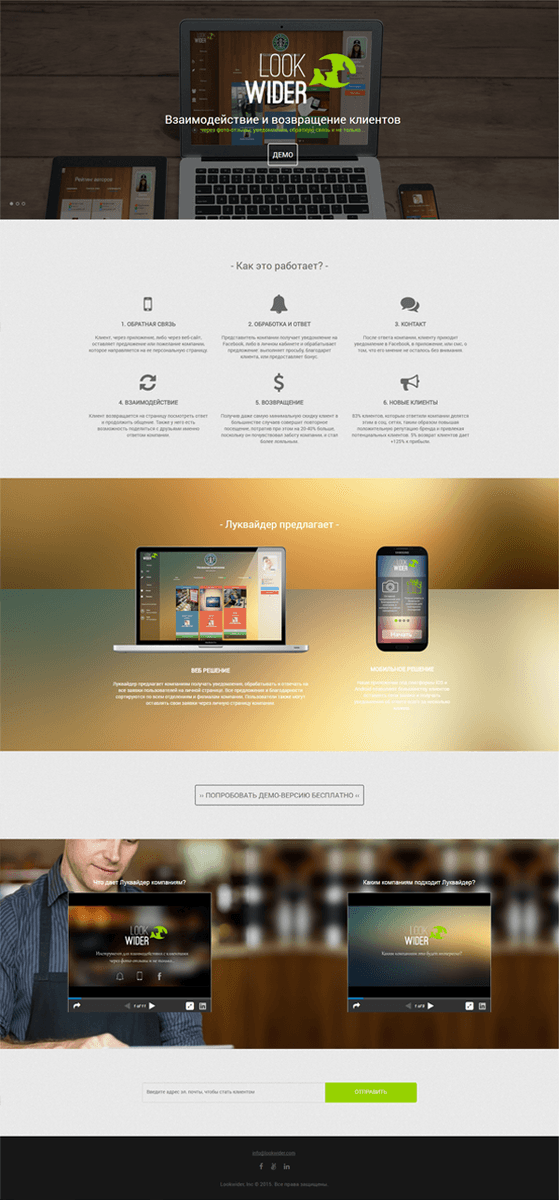 LOOK
WIDER
Взаимодействие и возвращение клиентов
через фото-отзывы, уведомления, обратную связь и не только.
ДЕМО
Рейтинг авторов
- Как это работает? -
1. ОБРАТНАЯ СВЯЗЬ
Клиент, через приложение, либо через веб-сайт,
оставляет предложение или пожелание компании,
которое направляется на ее персональную страницу.
2. ОБРАБОТКА И ОТВЕТ
Представитель компании получает уведомление на
Facebook, либо в личном кабинете и обрабатывает
предложение: выполняет просьбу, благодарит
клиента, или предоставляет бонус.
3. КОНТАКТ
После ответа компании, клиенту приходит
уведомление в Facebook, в приложение, или смс, о
том, что его мнение не осталось без внимания.
4. ВЗАИМОДЕЙСТВИЕ
Клиент возвращается на страницу посмотреть ответ
и продолжить общение. Также у него есть
возможность поделиться с друзьями именно
ответом компании.
5. ВОЗВРАЩЕНИЕ
Получив даже самую минимальную скидку клиент в
большинстве случаев совершит повторное
посещение, потратив при этом на 20-40% больше,
поскольку он почувствовал заботу компании, и стал
более лояльным.
6. НОВЫЕ КЛИЕНТЫ
83% клиентов, которым ответила компания делятся
этим в соц. сетях, таким образом повышая
положительную репутацию бренда и привлекая
потенциальных клиентов. 5% возврат клиентов дает
+125% к прибыли.
- Луквайдер предлагает -
LOOK
WIDER
LOOK
WIDER
Начать
ВЕБ РЕШЕНИЕ
Луквайдер предлагает компаниям получать уведомления, обрабатывать и отвечать на
все заявки пользователей на личной странице. Все предложения и благодарности
сортируются по всем отделениям и филиалам компании. Пользователи также могут
оставлять свои заявки через личную страницу компании.
МОБИЛЬНОЕ РЕШЕНИЕ
‹‹ ПОПРОБОВАТЬ ДЕМО-ВЕРСИЮ БЕСПЛАТНО ‹‹
Что дает Луквайдер компаниям?
LOOK
WIDER
Инструмент для взаимодействия с клиентами
через фото-отзывы и не только
1 of 11
Каким компаниям подходит Луквайдер?
LOOK
WIDER
1 of 8
Введите адрес эл. почты, чтобы стать клиентом
ОТПРАВИТЬ
info@lookwider.com
Lookwider, Inc © 2015. Все права защищены.